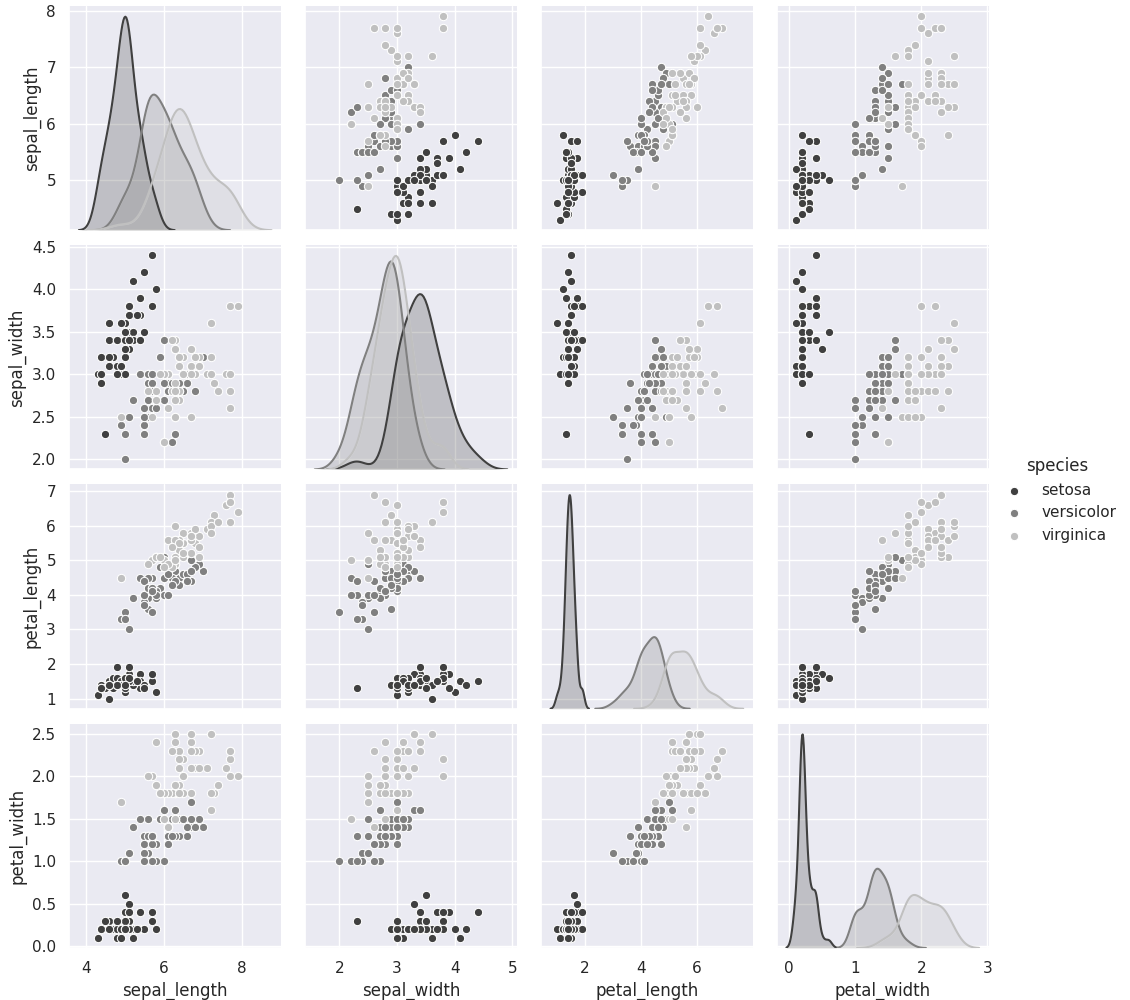 8
7
6
5
sepal_length
4.5
4.0
3.5
3.0
2.5
2.0
sepal_width
species
setosa
versicolor
virginica
7
6
5
4
3
2
1
petal_length
2.5
2.0
1.5
1.0
0.5
0.0
petal_width
4 6 8
2 3 4 5
2 4 6
0 1 2 3
sepal_length
sepal_width
petal_length
petal_width